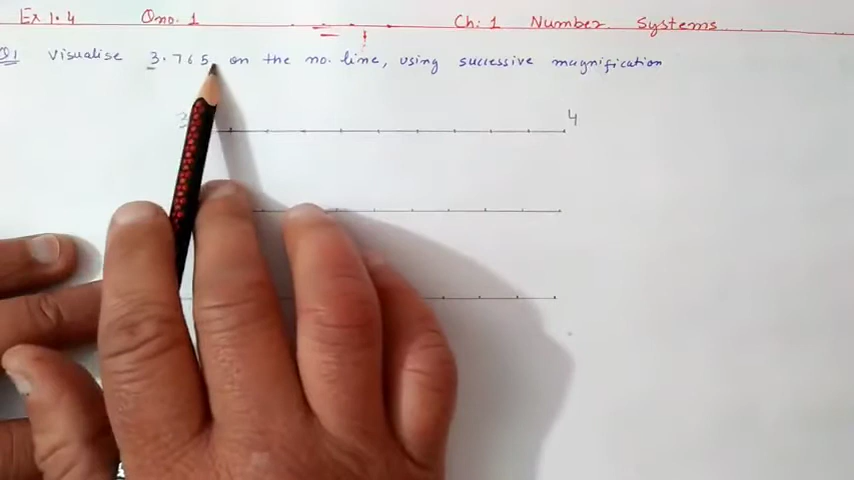 Ex 1.4 Qno. 1 Ch: 1 Number Systems
Q1 Visualise 3.765 on the no. line, using successive magnification
3 4